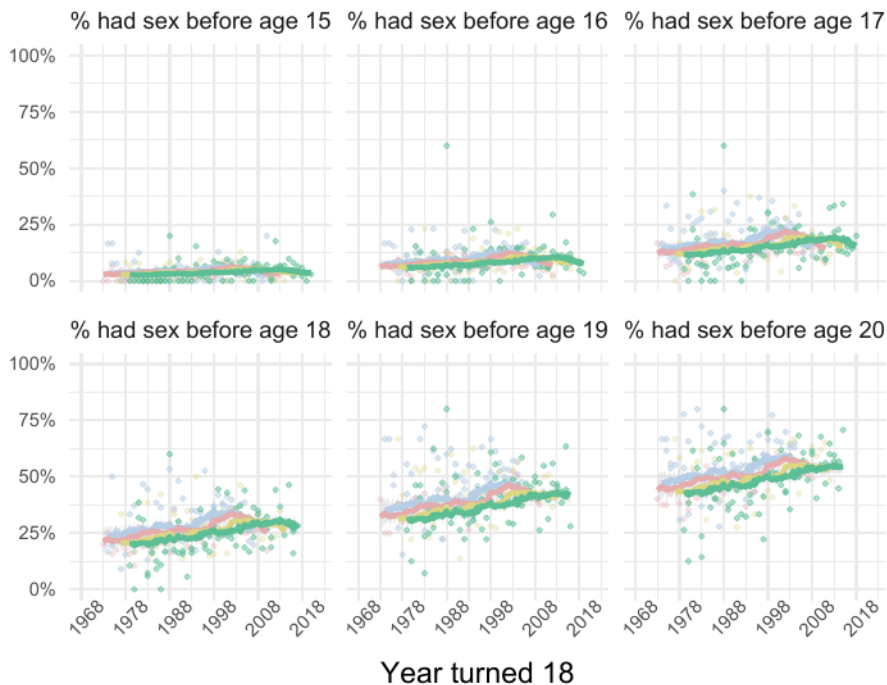 % had sex before age 15 % had sex before age 16 % had sex before age 17
100%
75%
50%
25%
0%
% had sex before age 18 % had sex before age 19 % had sex before age 20
100%
75%
50%
25%
0%
1968 1978 1988 1998 2008 2018 1968 1978 1988 1998 2008 2018 1968 1978 1988 1998 2008 2018
Year turned 18